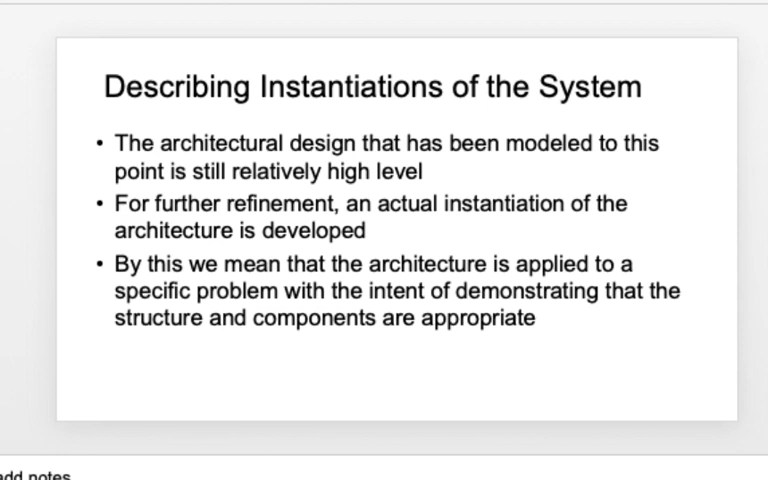 Describing Instantiations of the System
• The architectural design that has been modeled to this
point is still relatively high level
• For further refinement, an actual instantiation of the
architecture is developed
• By this we mean that the architecture is applied to a
specific problem with the intent of demonstrating that the
structure and components are appropriate
add notes